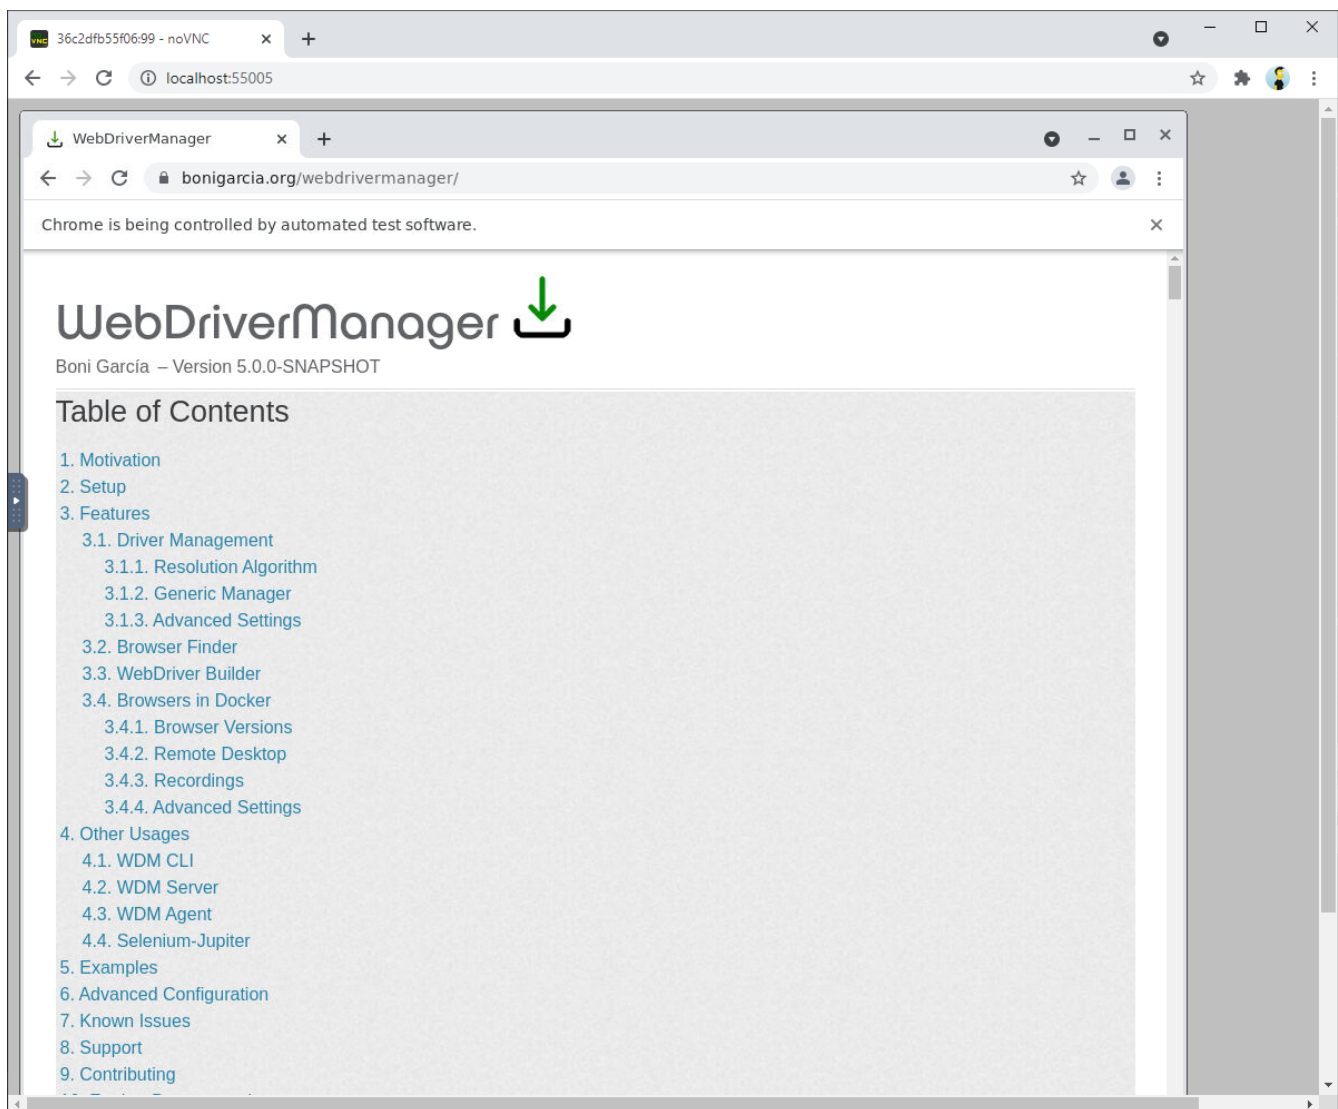 36c2dfb55f06:99 - noVNC
localhost:55005
WebDriverManager
bonigarcia.org/webdrivermanager/
Chrome is being controlled by automated test software.
WebDriverManager
Boni García – Version 5.0.0-SNAPSHOT
Table of Contents
1. Motivation
2. Setup
3. Features
3.1. Driver Management
3.1.1. Resolution Algorithm
3.1.2. Generic Manager
3.1.3. Advanced Settings
3.2. Browser Finder
3.3. WebDriver Builder
3.4. Browsers in Docker
3.4.1. Browser Versions
3.4.2. Remote Desktop
3.4.3. Recordings
3.4.4. Advanced Settings
4. Other Usages
4.1. WDM CLI
4.2. WDM Server
4.3. WDM Agent
4.4. Selenium-Jupiter
5. Examples
6. Advanced Configuration
7. Known Issues
8. Support
9. Contributing